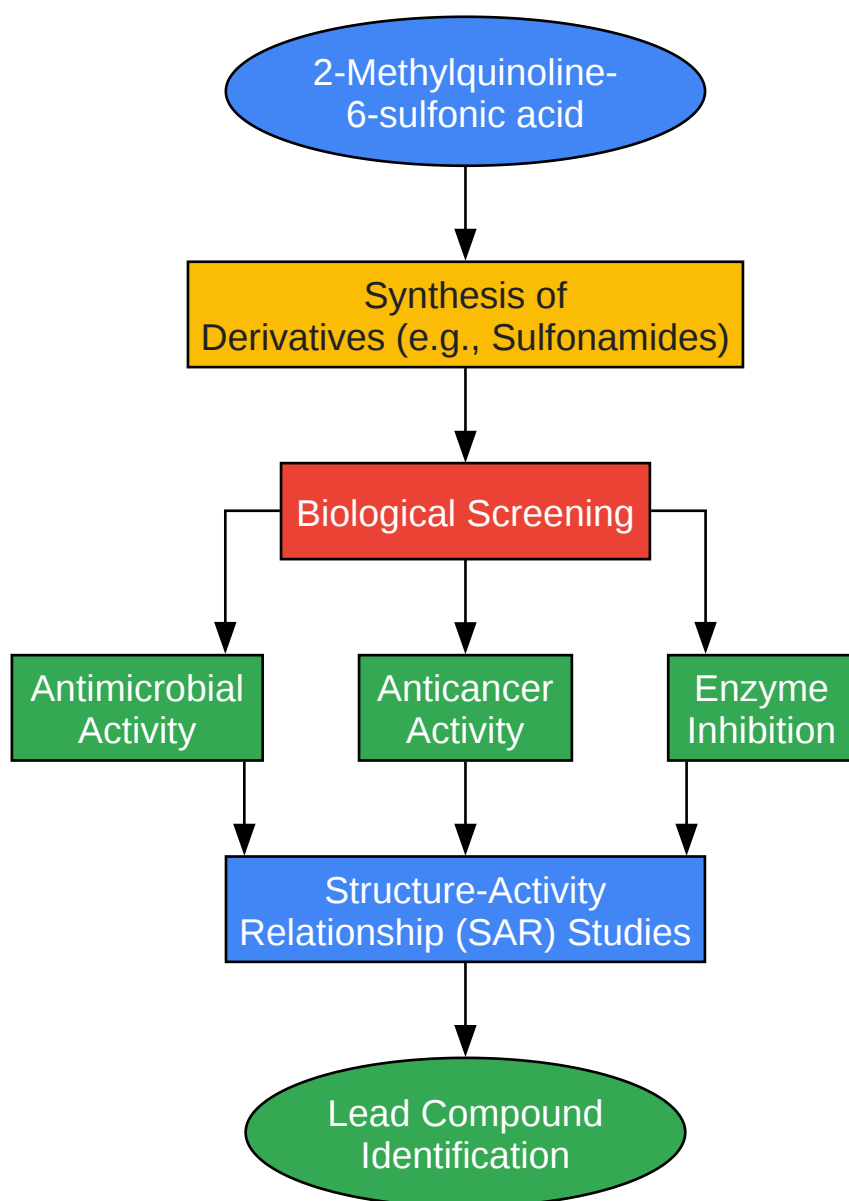 2-Methylquinoline-
6-sulfonic acid
Synthesis of
Derivatives (e.g., Sulfonamides)
Biological Screening
Antimicrobial
Activity
Anticancer
Activity
Enzyme
Inhibition
Structure-Activity
Relationship (SAR) Studies
Lead Compound
Identification